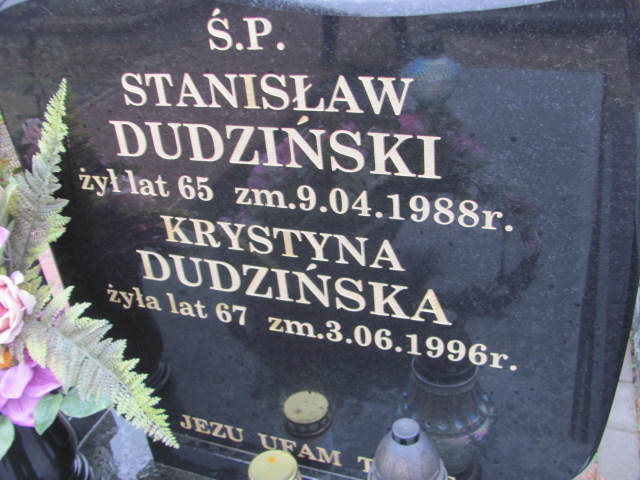 Ś.P.
STANISŁAW
DUDZIŃSKI
żył lat 65 zm.9.04.1988r.
KRYSTYNA
DUDZIŃSKA
żyła lat 67 zm.3.06.1996r.
JEZU UFAM